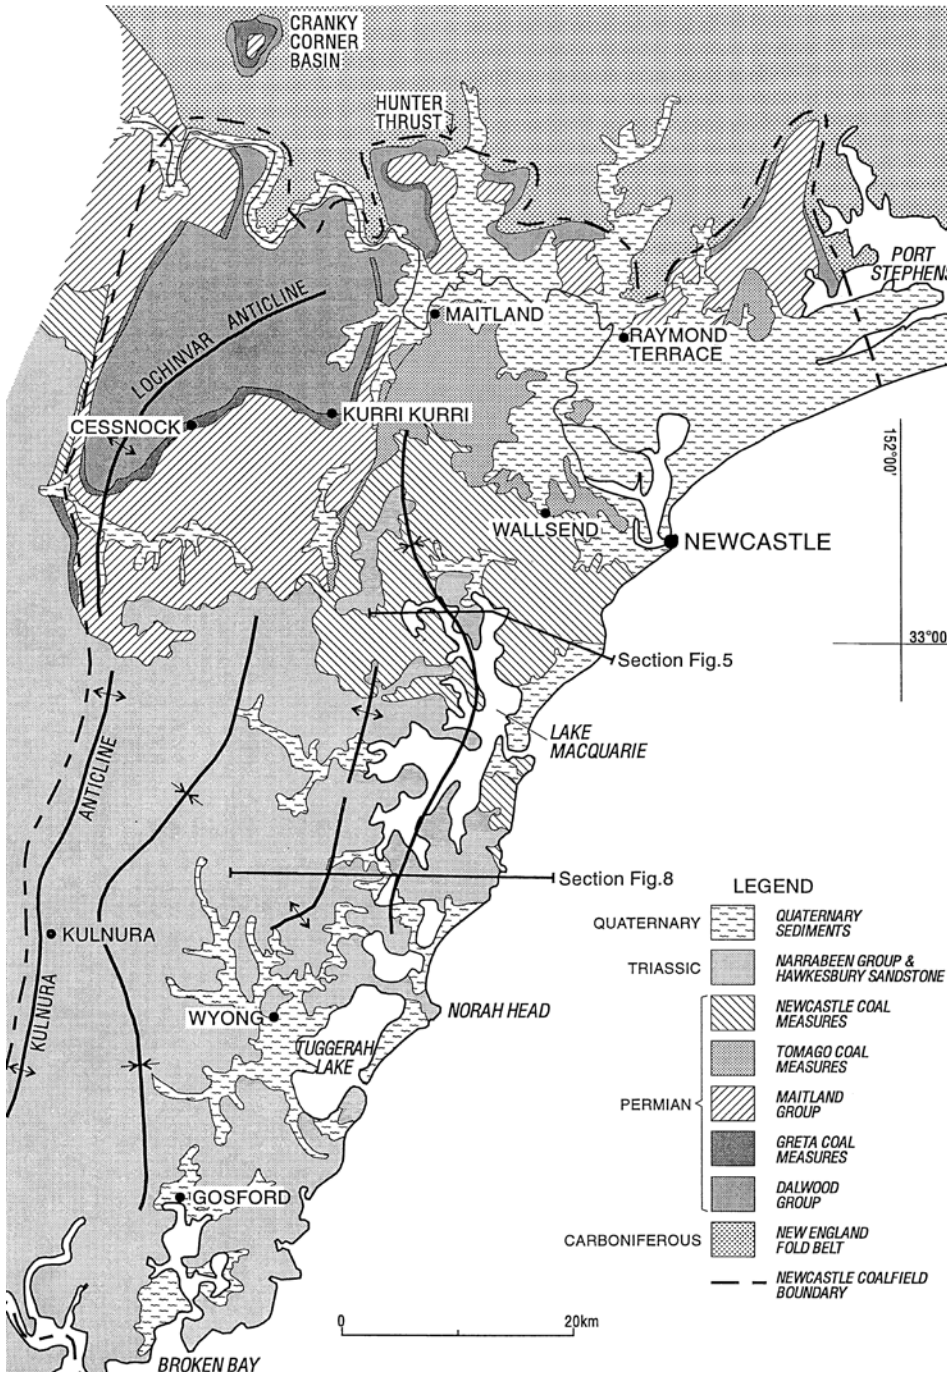 CRANKY
CORNER
BASIN
HUNTER
THRUST
PORT
STEPHENS
LOCHINVAR ANTICLINE
MAITLAND
RAYMOND
TERRACE
CESSNOCK
KURRI KURRI
152°00'
WALLSEND
NEWCASTLE
33°00
Section Fig.5
LAKE
MACQUARIE
ANTICLINE
KULNURA
Section Fig.8
KULNURA
WYONG
NORAH HEAD
TUGGERAH
LAKE
GOSFORD
BROKEN BAY
0
20km
LEGEND
QUATERNARY
QUATERNARY
SEDIMENTS
TRIASSIC
NARRABEEN GROUP &
HAWKESBURY SANDSTONE
PERMIAN
NEWCASTLE COAL
MEASURES
TOMAGO COAL
MEASURES
MAITLAND
GROUP
GRETA COAL
MEASURES
DALWOOD
GROUP
CARBONIFEROUS
NEW ENGLAND
FOLD BELT
NEWCASTLE COALFIELD
BOUNDARY